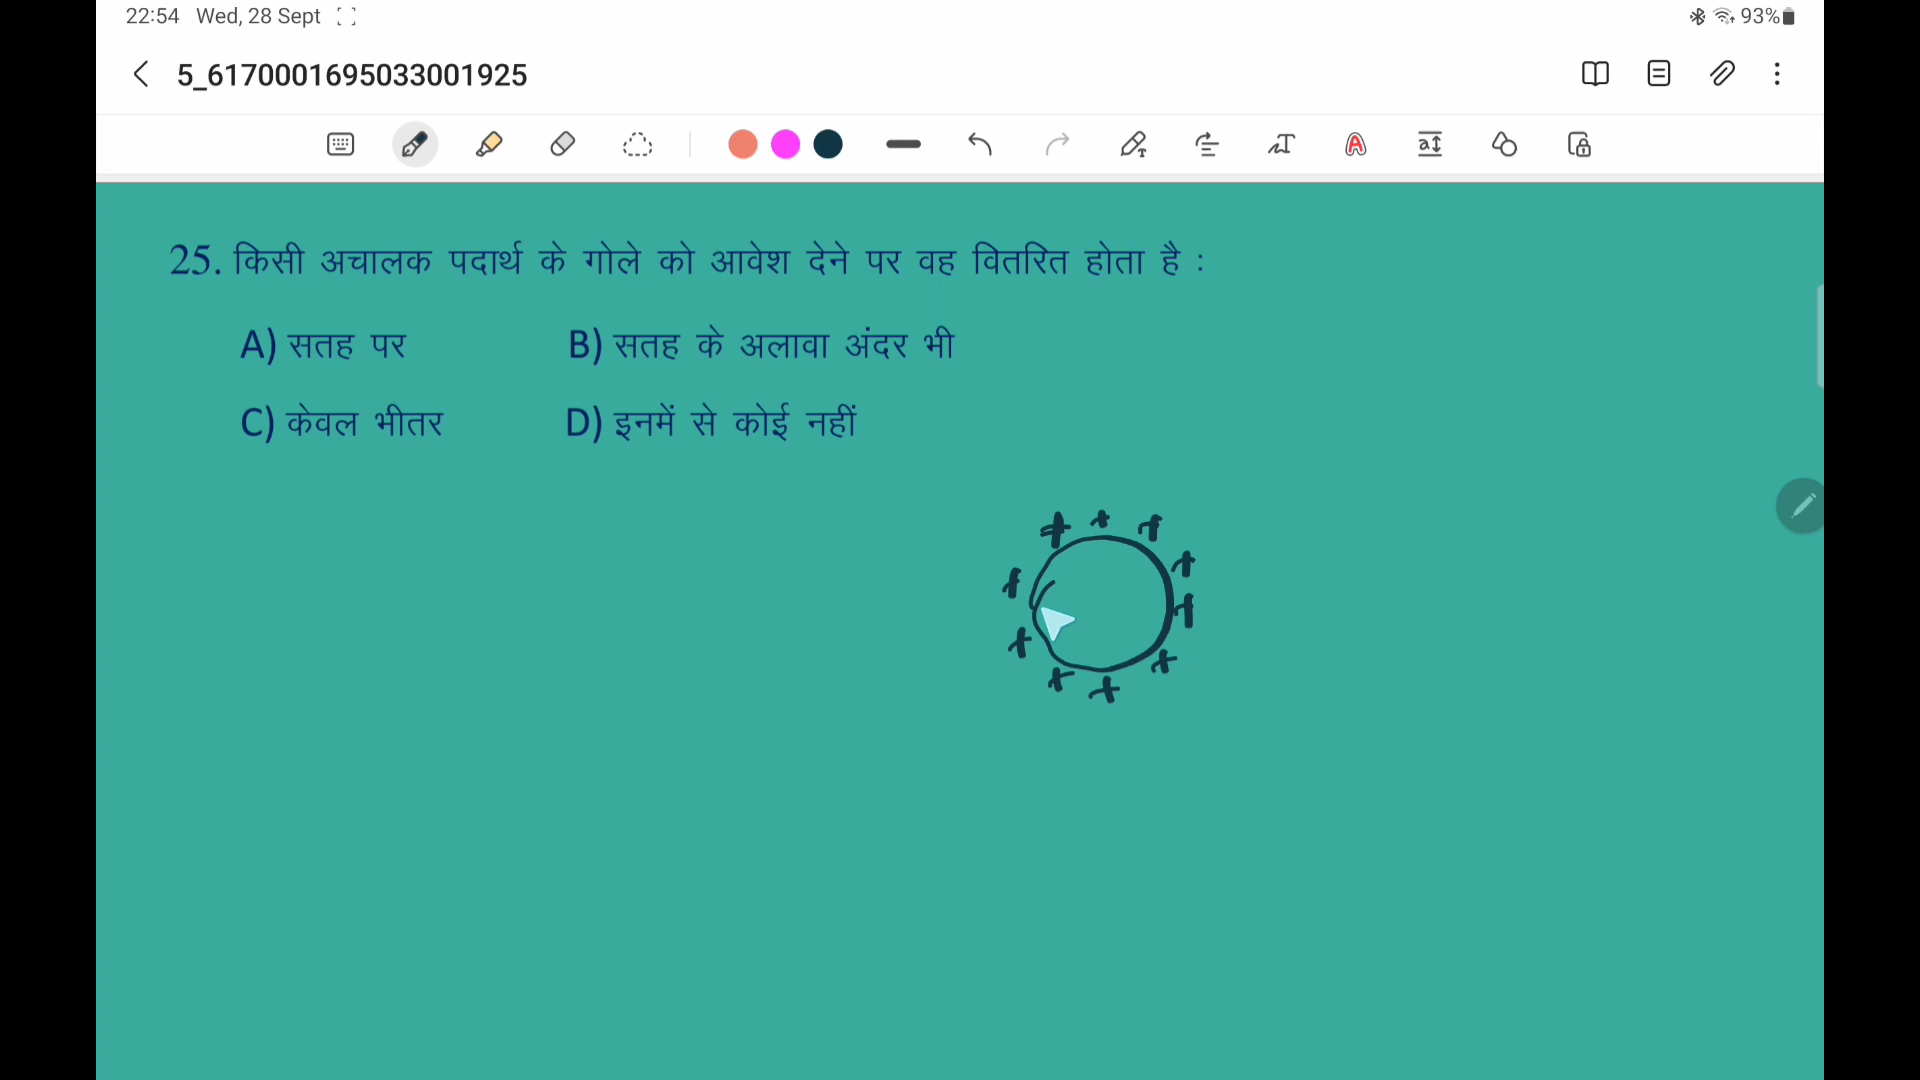 22:54 Wed, 28 Sept 93%
5_6170001695033001925
25. किसी अचालक पदार्थ के गोले को आवेश देने पर वह वितरित होता है :
A) सतह पर B) सतह के अलावा अंदर भी
C) केवल भीतर D) इनमें से कोई नहीं
+ + +
+ +
+ +
+ +
+ +